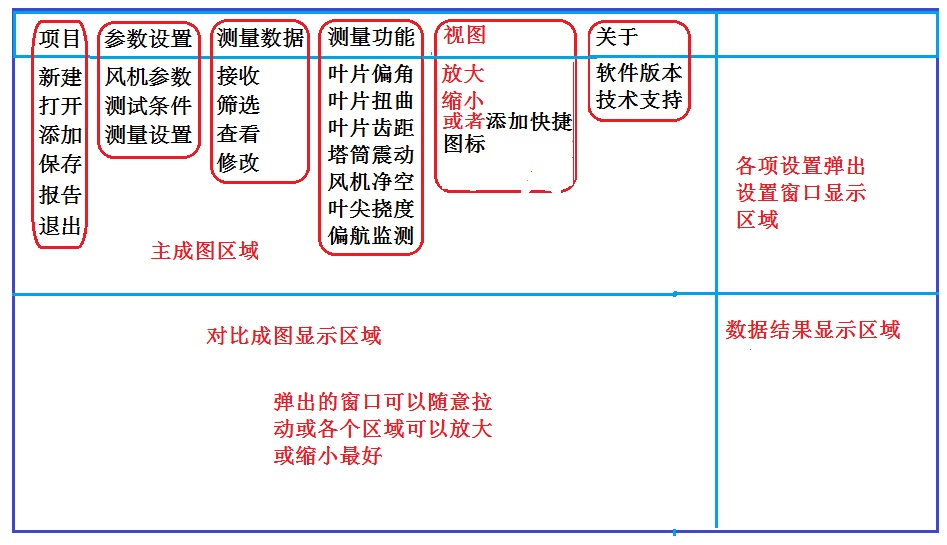 项目
新建
打开
添加
保存
报告
退出
参数设置
风机参数
测试条件
测量设置
测量数据
接收
筛选
查看
修改
测量功能
叶片偏角
叶片扭曲
叶片齿距
塔筒震动
风机净空
叶尖挠度
偏航监测
视图
放大
缩小
或者添加快捷
图标
关于
软件版本
技术支持
主成图区域
各项设置弹出
设置窗口显示
区域
对比成图显示区域
数据结果显示区域
弹出的窗口可以随意拉
动或各个区域可以放大
或缩小最好